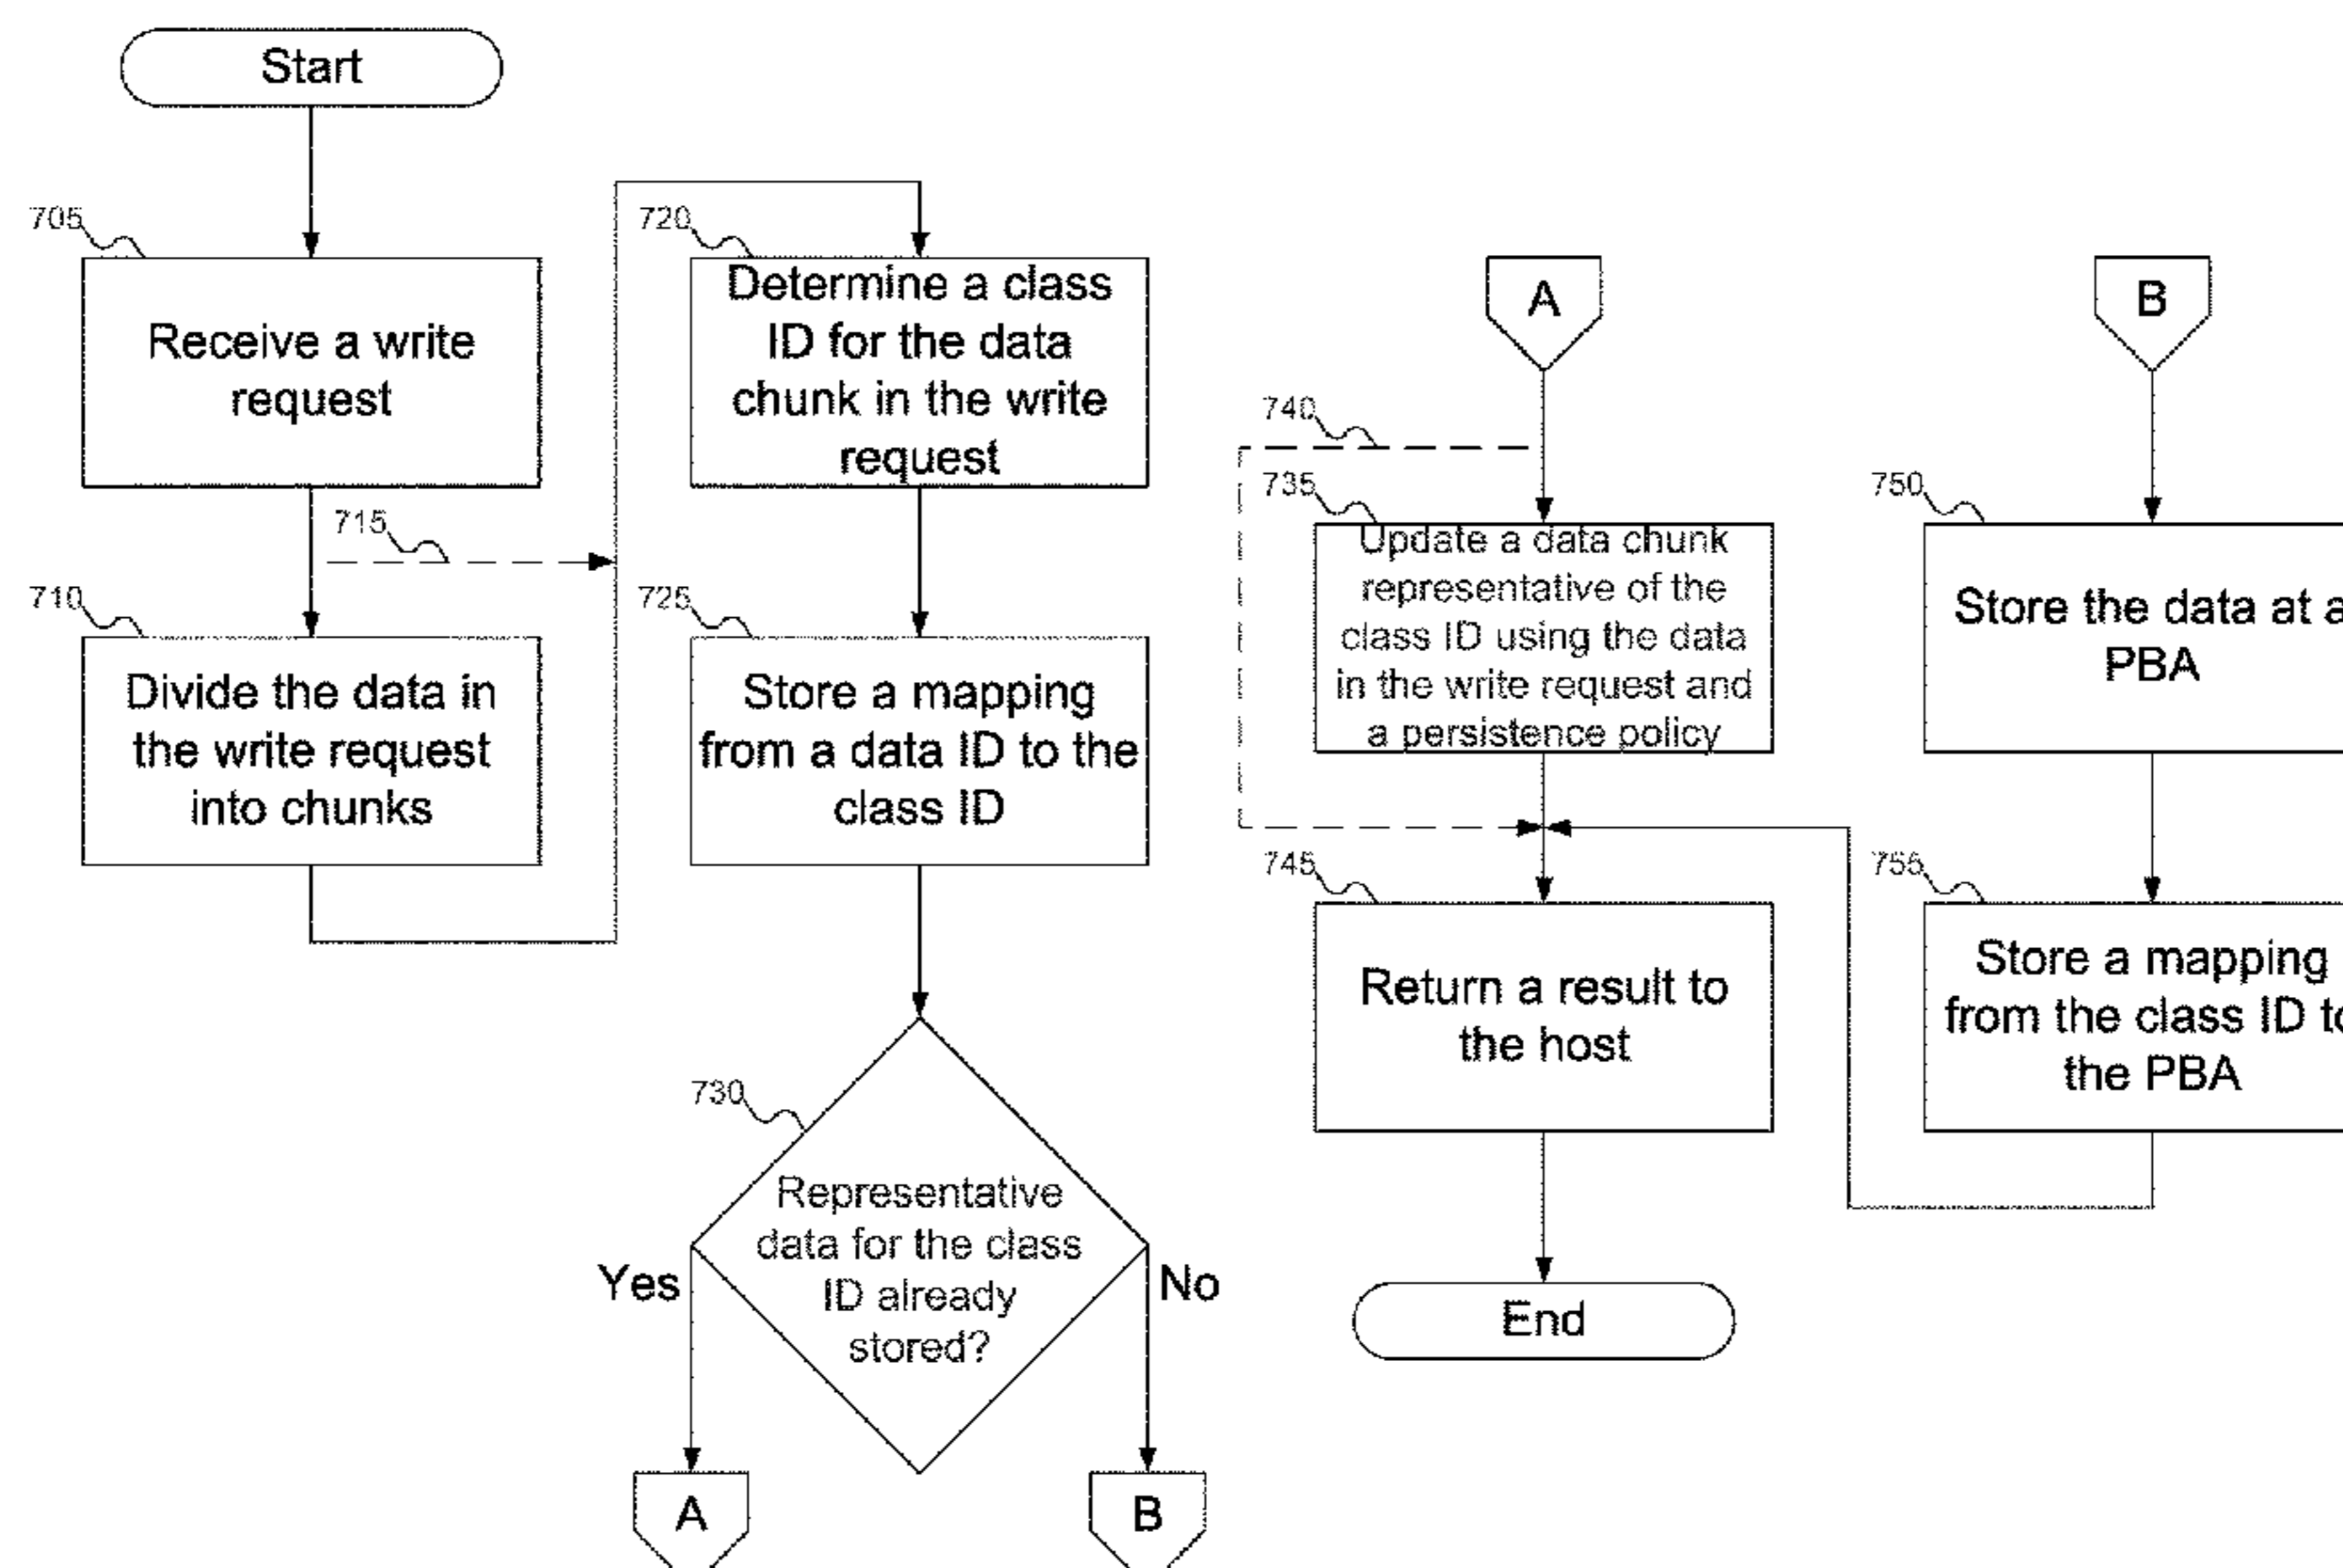 Start
705
Receive a write
request
715
710
Divide the data in
the write request
into chunks
720
Determine a class
ID for the data
chunk in the write
request
725
Store a mapping
from a data ID to the
class ID
730
Representative
data for the class
ID already
stored?
Yes
No
A
B
A
740
735
Update a data chunk
representative of the
class ID using the data
in the write request and
a persistence policy
745
Return a result to
the host
End
B
750
Store the data at a
PBA
755
Store a mapping
from the class ID to
the PBA